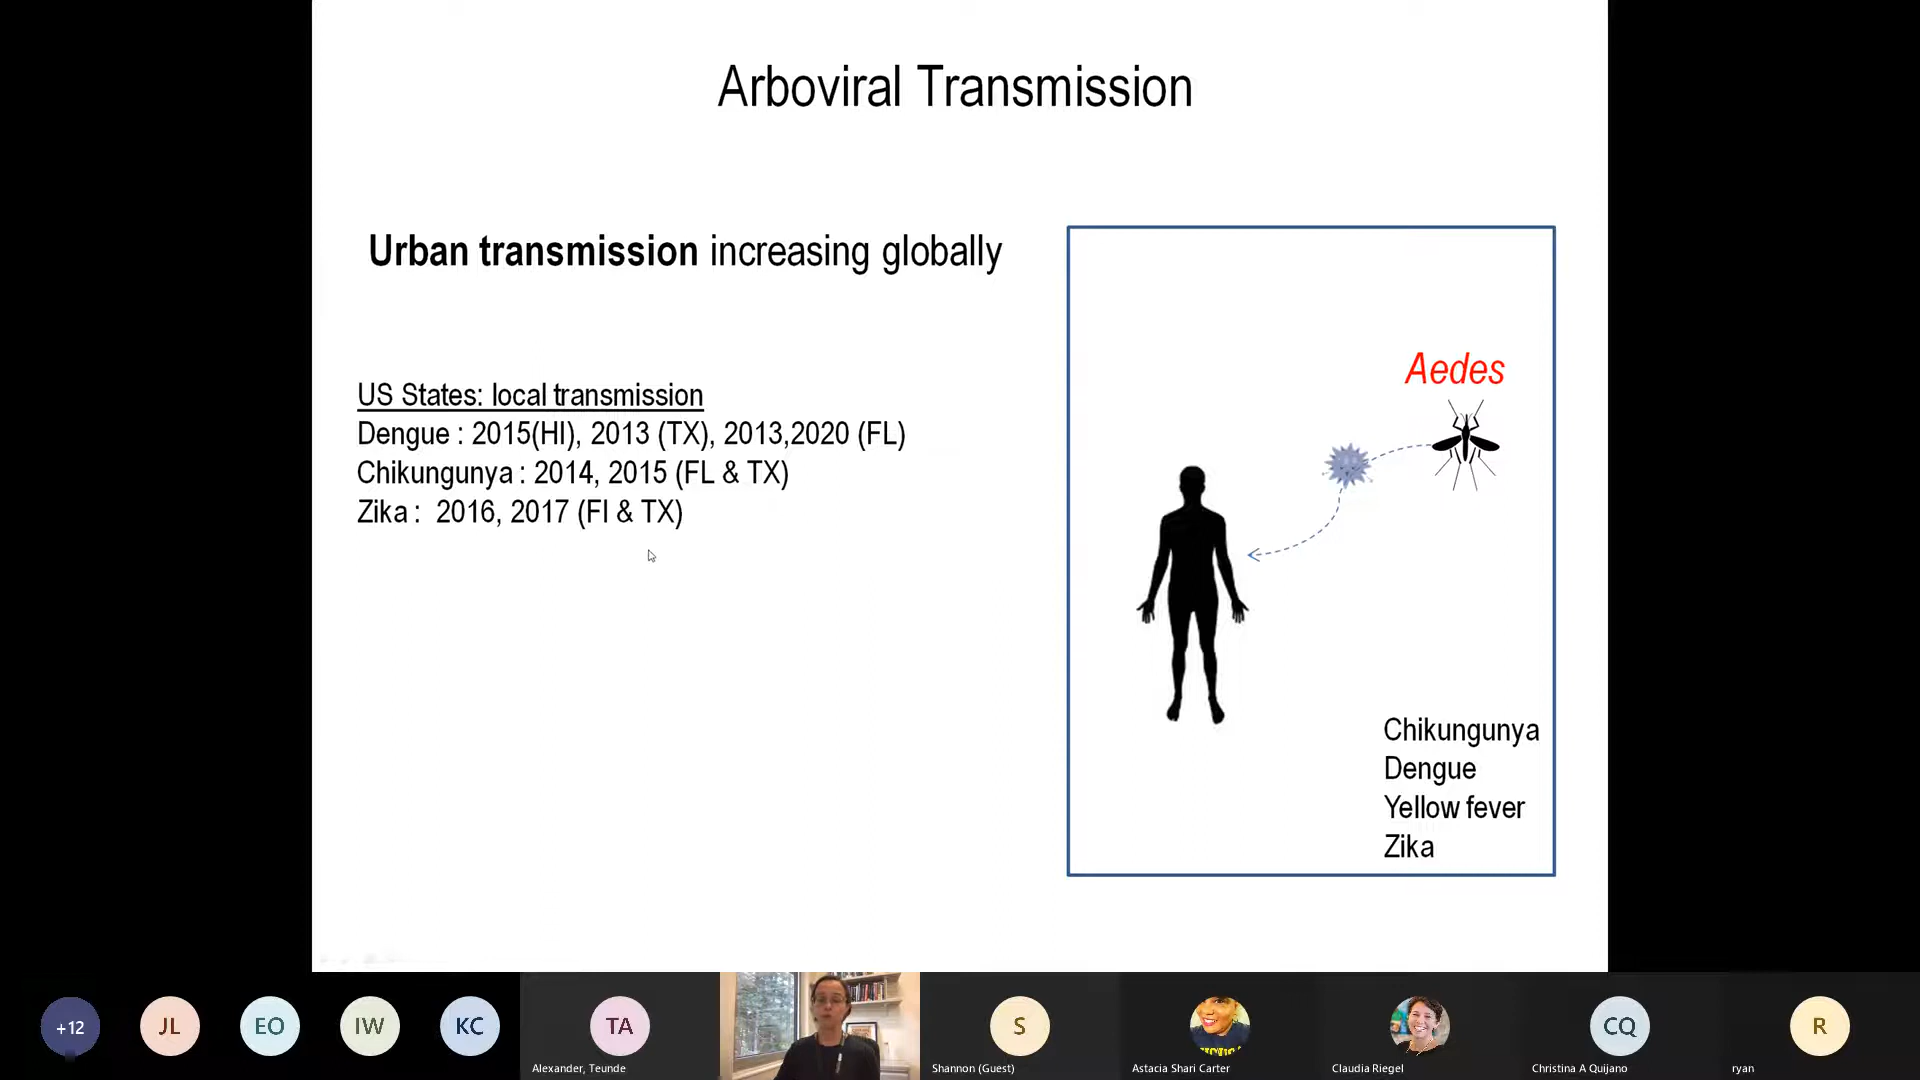 Arboviral Transmission
Urban transmission increasing globally
US States: local transmission
Dengue : 2015(HI), 2013 (TX), 2013,2020 (FL)
Chikungunya : 2014, 2015 (FL & TX)
Zika :  2016, 2017 (Fl & TX)
Aedes
Chikungunya
Dengue
Yellow fever
Zika
+12
JL
EO
IW
KC
TA
Alexander, Teunde
S
Shannon (Guest)
Astacia Shari Carter
Claudia Riegel
CQ
Christina A Quijano
R
ryan